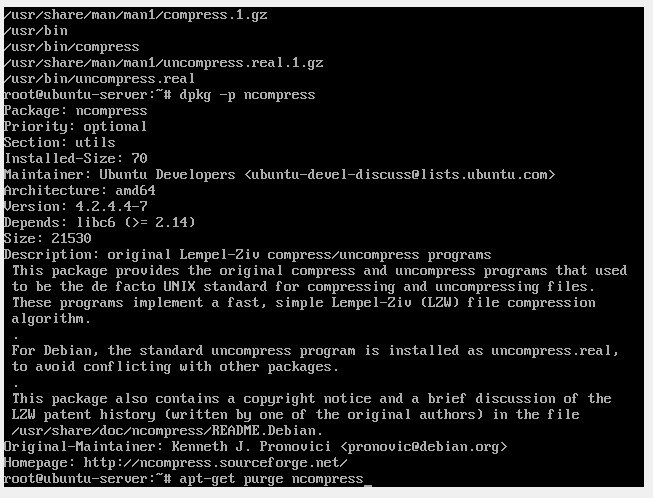 /usr/share/man/man1/compress.1.gz
/usr/bin
/usr/bin/compress
/usr/share/man/man1/uncompress.real.1.gz
/usr/bin/uncompress.real
root@ubuntu-server:~# dpkg -p ncompress
Package: ncompress
Priority: optional
Section: utils
Installed-Size: 70
Maintainer: Ubuntu Developers <ubuntu-devel-discuss@lists.ubuntu.com>
Architecture: amd64
Version: 4.2.4.4-7
Depends: libc6 (>= 2.14)
Size: 21530
Description: original Lempel-Ziv compress/uncompress programs
 This package provides the original compress and uncompress programs that used
 to be the de facto UNIX standard for compressing and uncompressing files.
 These programs implement a fast, simple Lempel-Ziv (LZW) file compression
 algorithm.
 .
 For Debian, the standard uncompress program is installed as uncompress.real,
 to avoid conflicting with other packages.
 .
 This package also contains a copyright notice and a brief discussion of the
 LZW patent history (written by one of the original authors) in the file
 /usr/share/doc/ncompress/README.Debian.
Original-Maintainer: Kenneth J. Pronovici <pronovic@debian.org>
Homepage: http://ncompress.sourceforge.net/
root@ubuntu-server:~# apt-get purge ncompress_